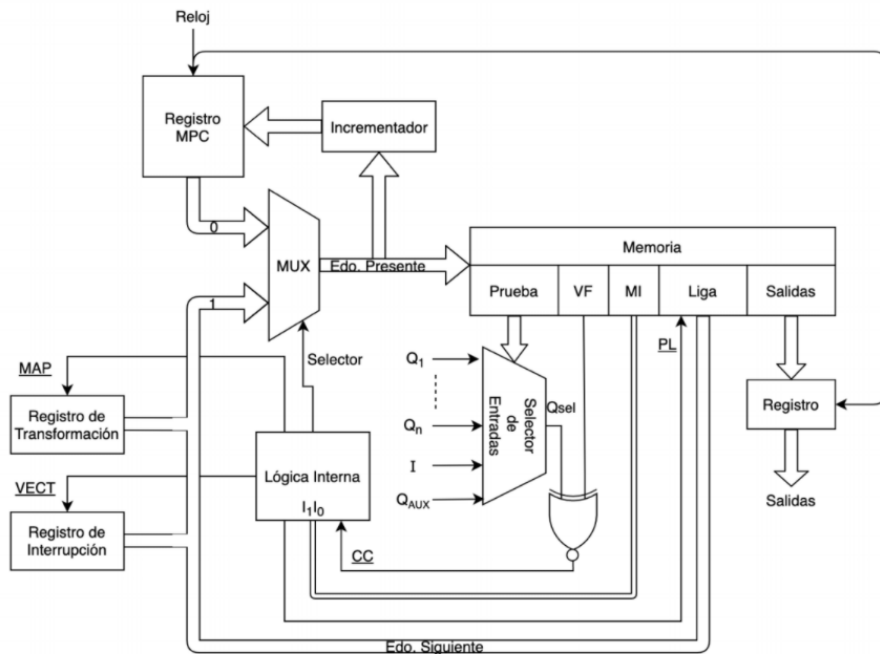 Reloj
Registro
MPC
Incrementador
0
MUX
Edo. Presente
1
Memoria
Prueba
VF
MI
Liga
Salidas
Selector
MAP
Registro de
Transformación
VECT
Registro de
Interrupción
Lógica Interna
I₁I₀
CC
Q₁
Qₙ
I
Q_AUX
Selector
de
Entradas
Qsel
PL
Registro
Salidas
Edo. Siguiente